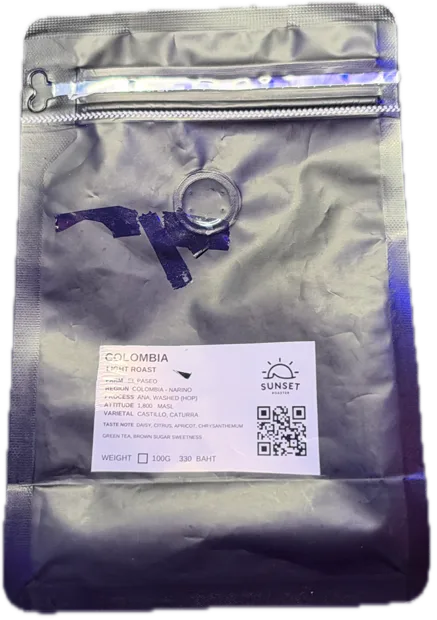 COLOMBIA
LIGHT ROAST
FARM EL PASEO
REGION COLOMBIA - NARINO
PROCESS ANA. WASHED [HOP]
ATTITUDE 1,800 MASL
VARIETAL CASTILLO, CATURRA
TASTE NOTE DAISY, CITRUS, APRICOT, CHRYSANTHEMUM
GREEN TEA, BROWN SUGAR SWEETNESS
WEIGHT 100G 330 BAHT
SUNSET
ROASTER